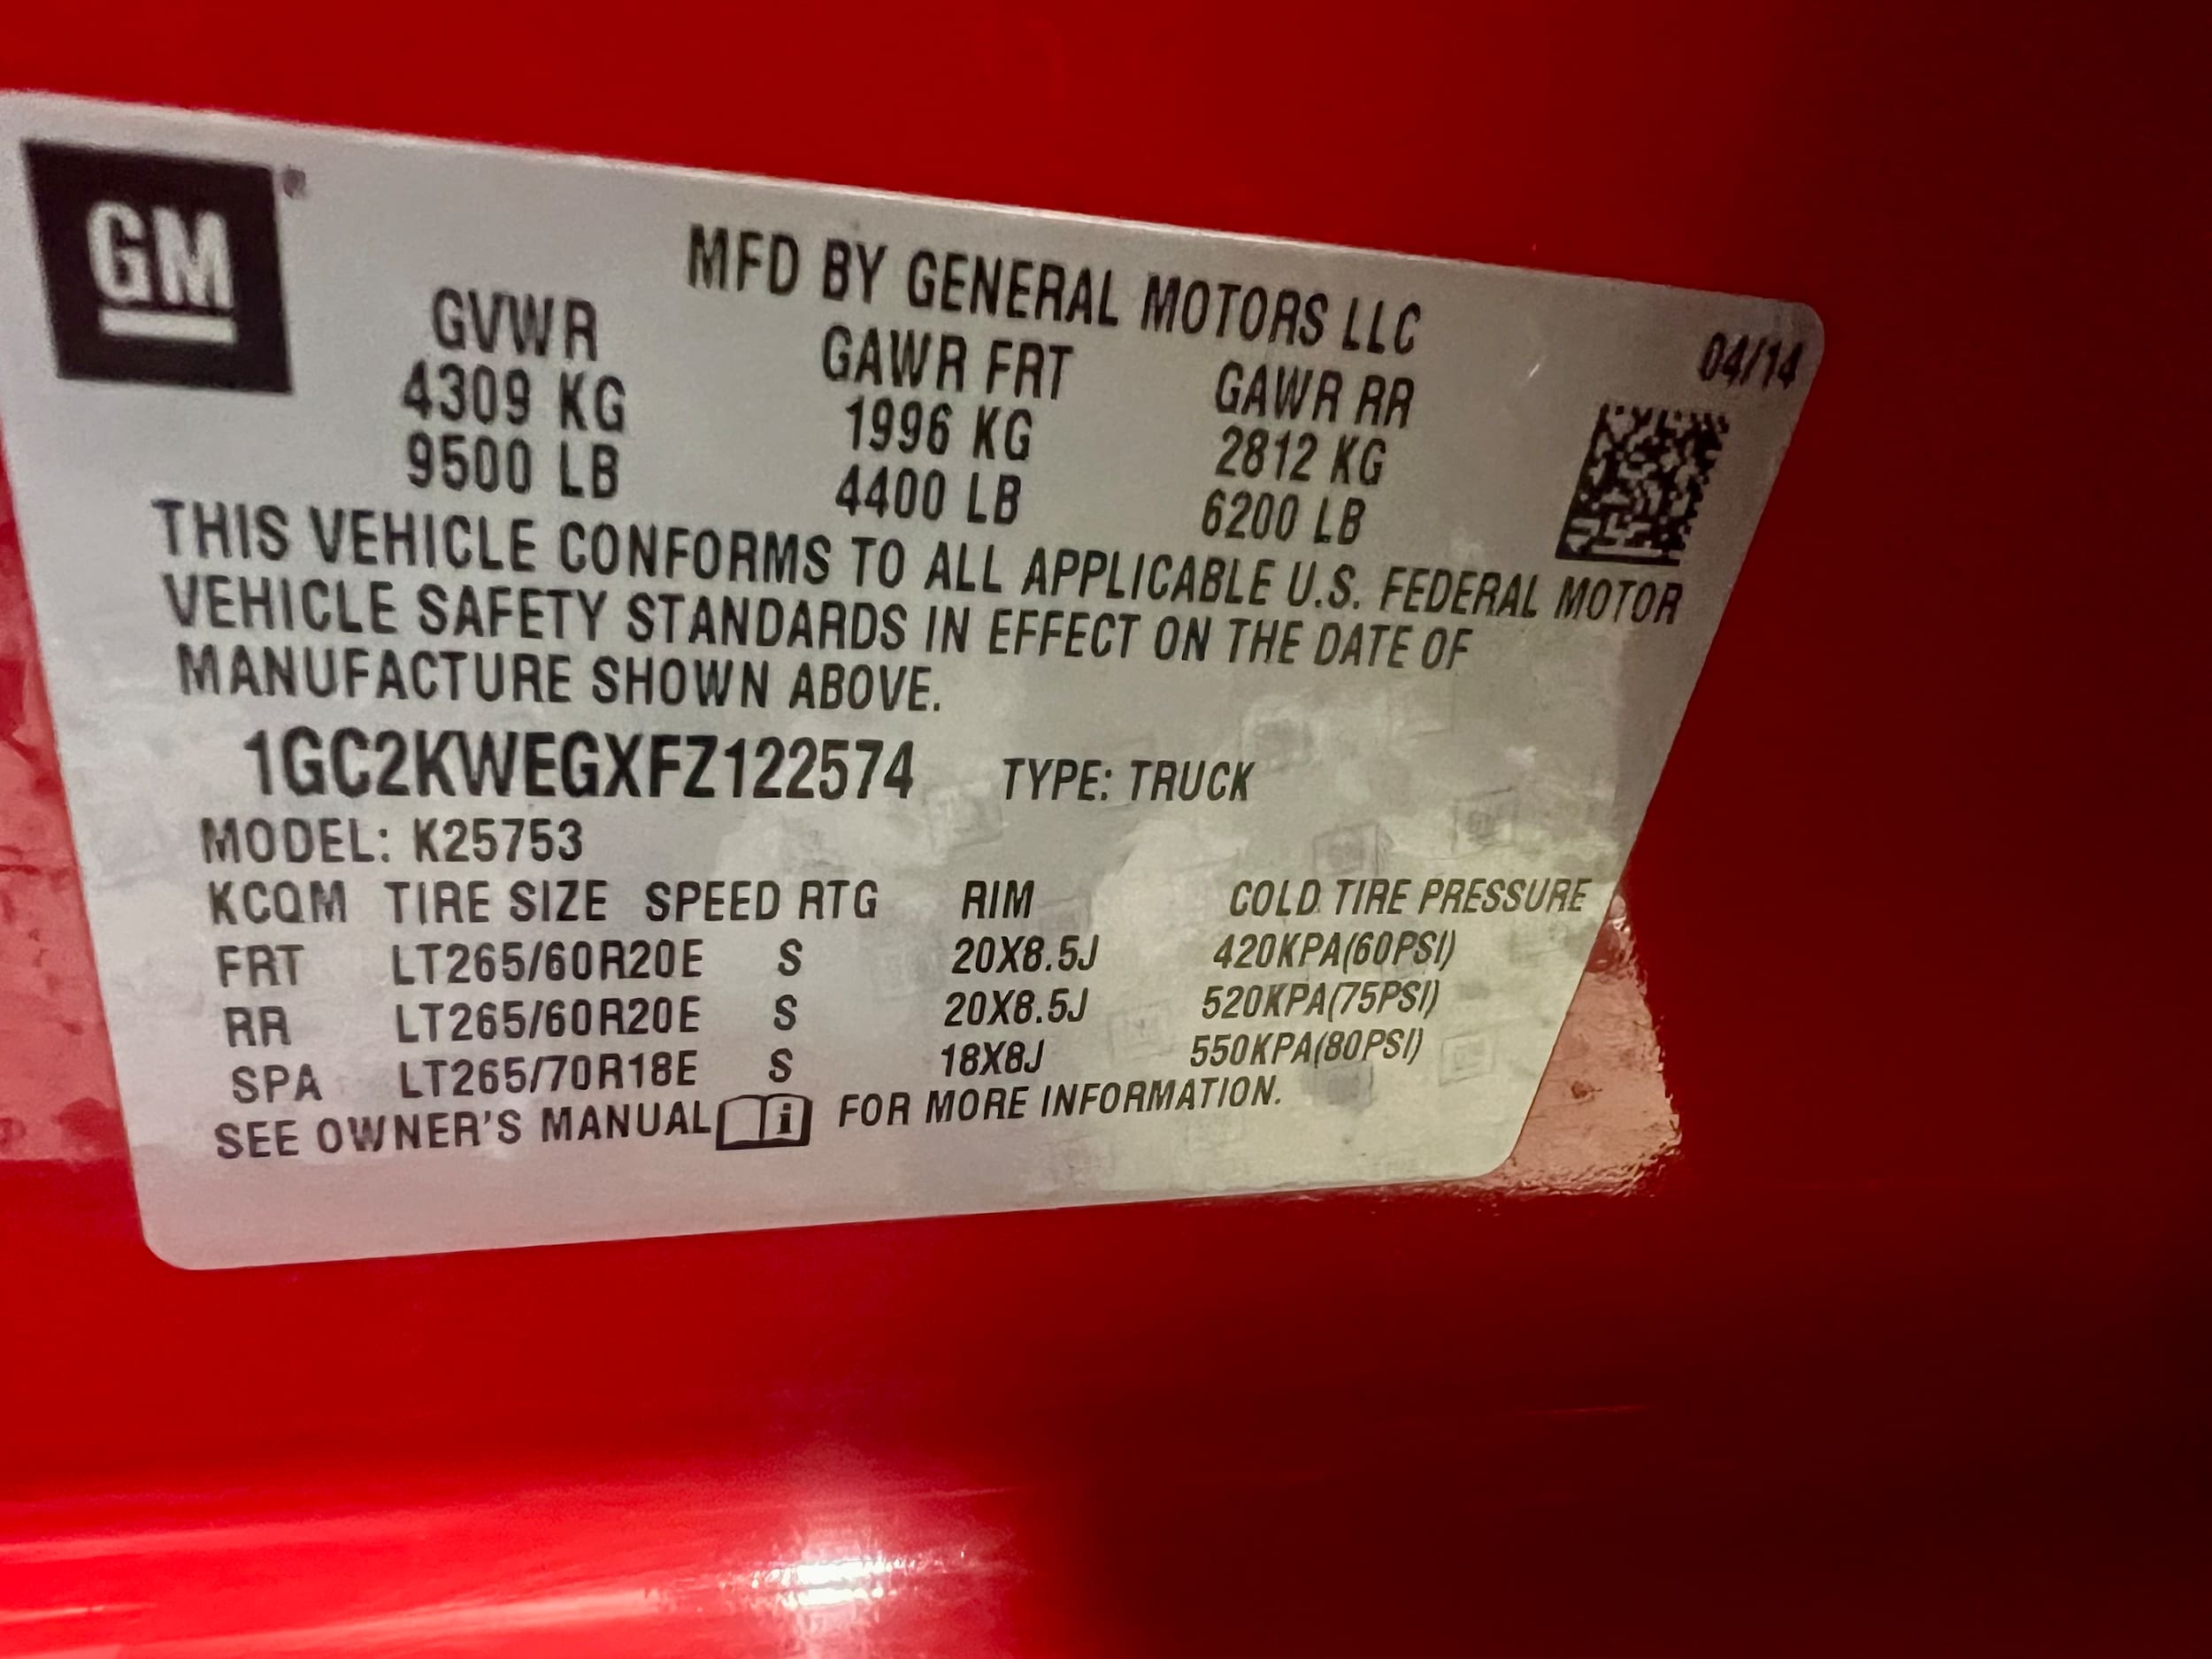 GM
MFD BY GENERAL MOTORS LLC
04/14
GVWR GAWR FRT GAWR RR
4309 KG 1996 KG 2812 KG
9500 LB 4400 LB 6200 LB
THIS VEHICLE CONFORMS TO ALL APPLICABLE U.S. FEDERAL MOTOR
VEHICLE SAFETY STANDARDS IN EFFECT ON THE DATE OF
MANUFACTURE SHOWN ABOVE.
1GC2KWEGXFZ122574 TYPE: TRUCK
MODEL: K25753
KCQM TIRE SIZE SPEED RTG RIM COLD TIRE PRESSURE
FRT LT265/60R20E S 20X8.5J 420KPA(60PSI)
RR LT265/60R20E S 20X8.5J 520KPA(75PSI)
SPA LT265/70R18E S 18X8J 550KPA(80PSI)
SEE OWNER'S MANUAL i FOR MORE INFORMATION.